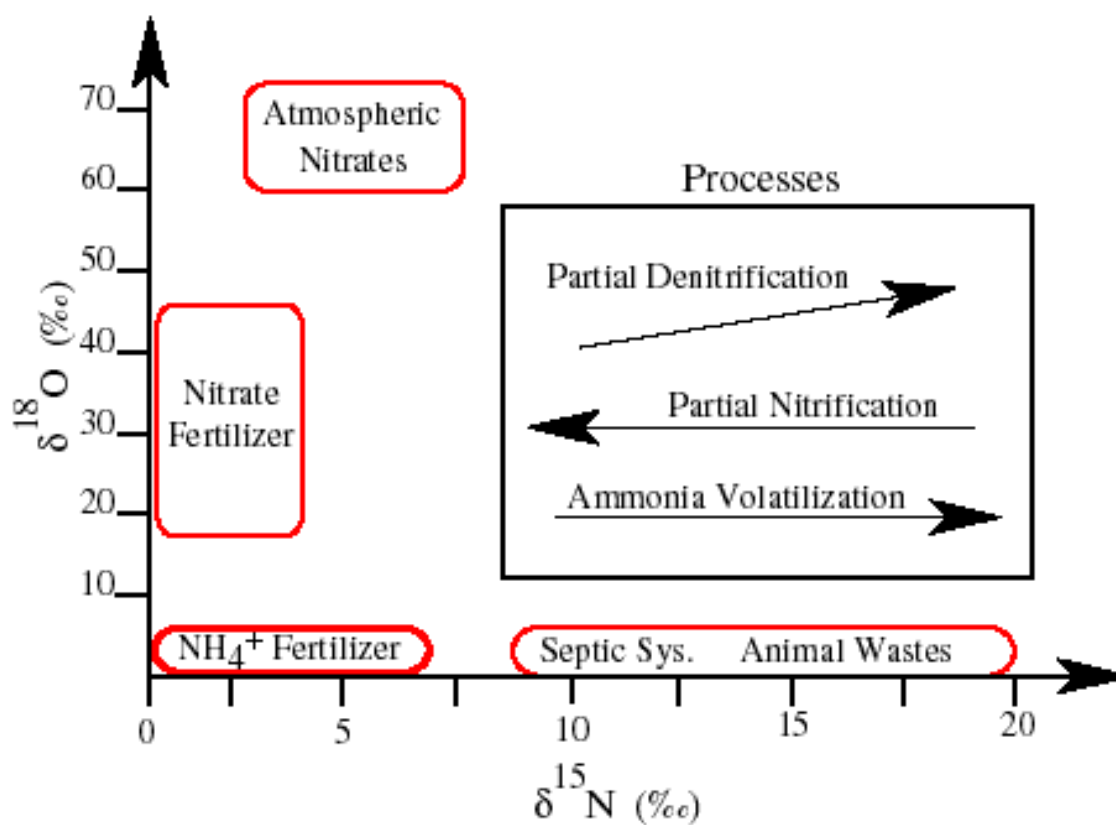 70
60
50
40
30
20
10
δ18O (‰)
Atmospheric
Nitrates
Nitrate
Fertilizer
NH4+ Fertilizer
Processes
Partial Denitrification
Partial Nitrification
Ammonia Volatilization
Septic Sys. Animal Wastes
0 5 10 15 20
δ15N (‰)